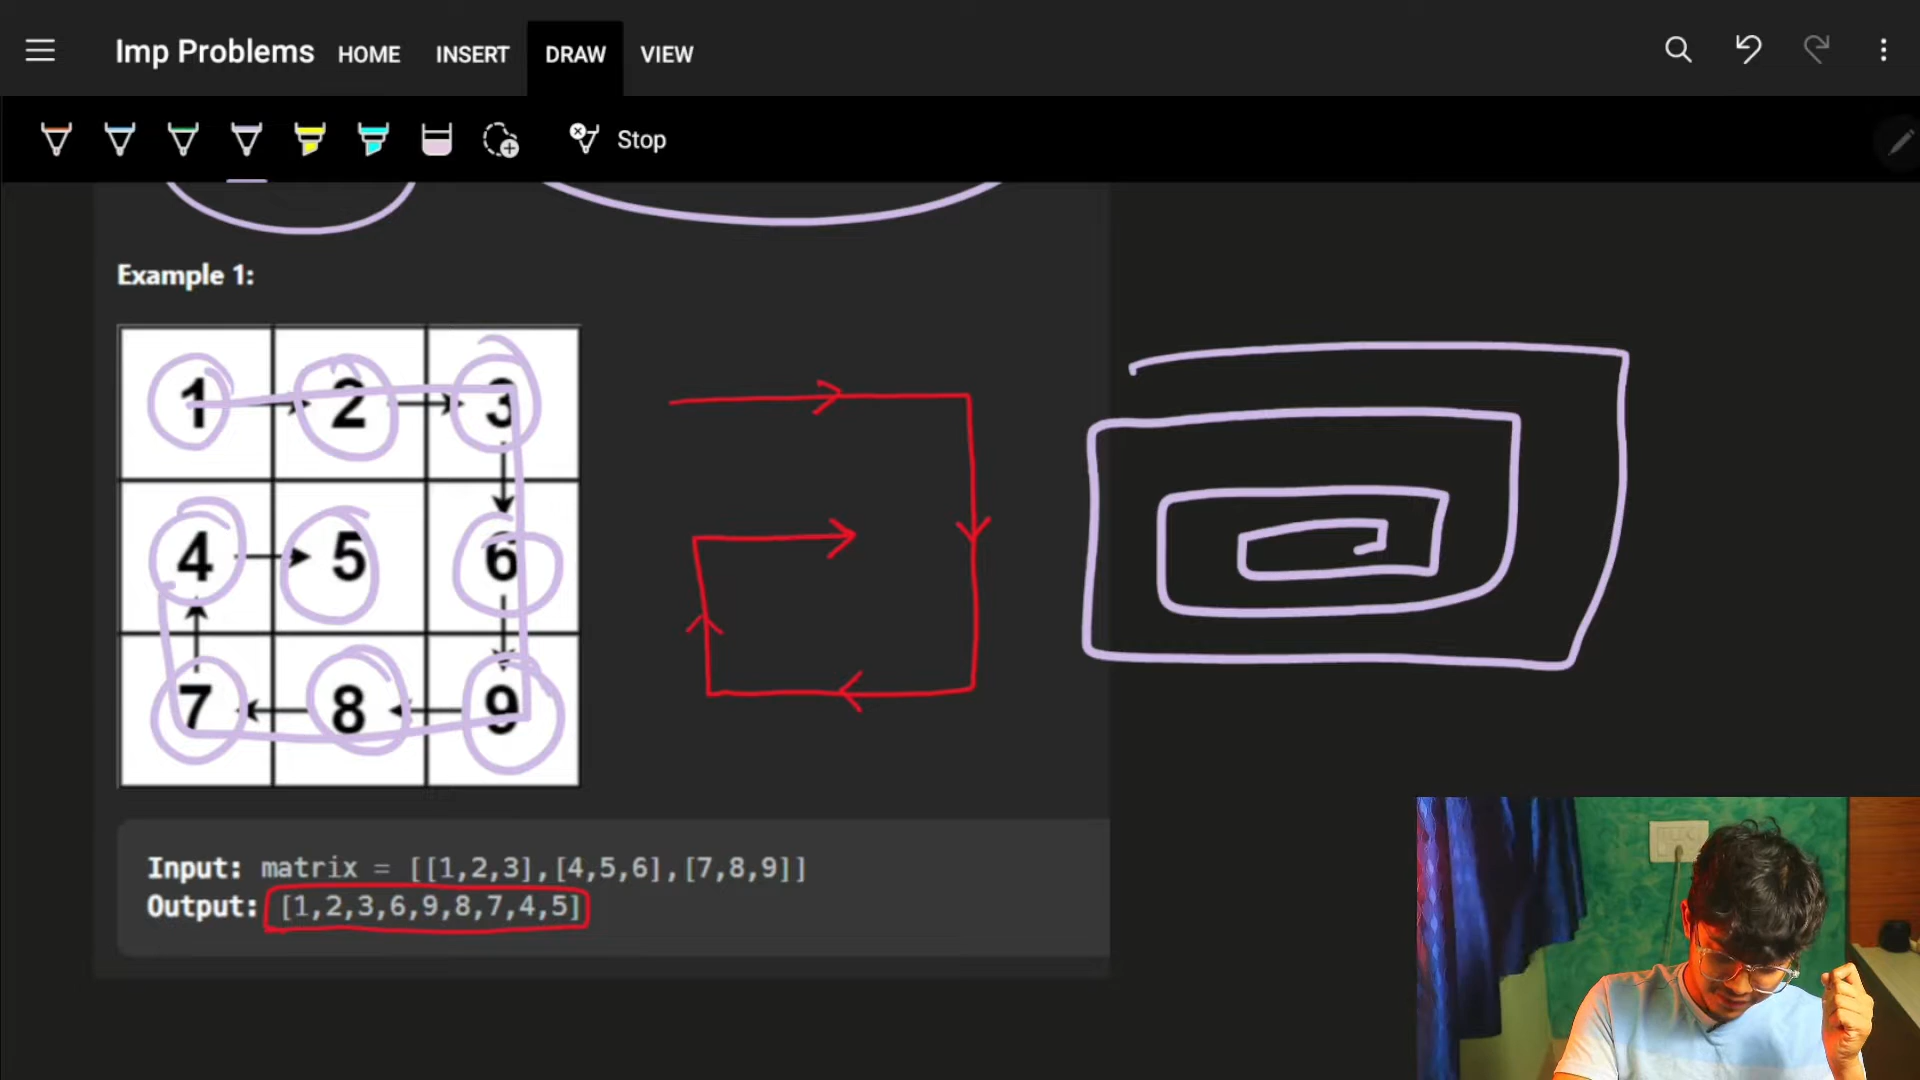 Imp Problems HOME INSERT DRAW VIEW
Stop
Example 1:
1 2 3
4 5 6
7 8 9
Input: matrix = [[1,2,3],[4,5,6],[7,8,9]]
Output: [1,2,3,6,9,8,7,4,5]